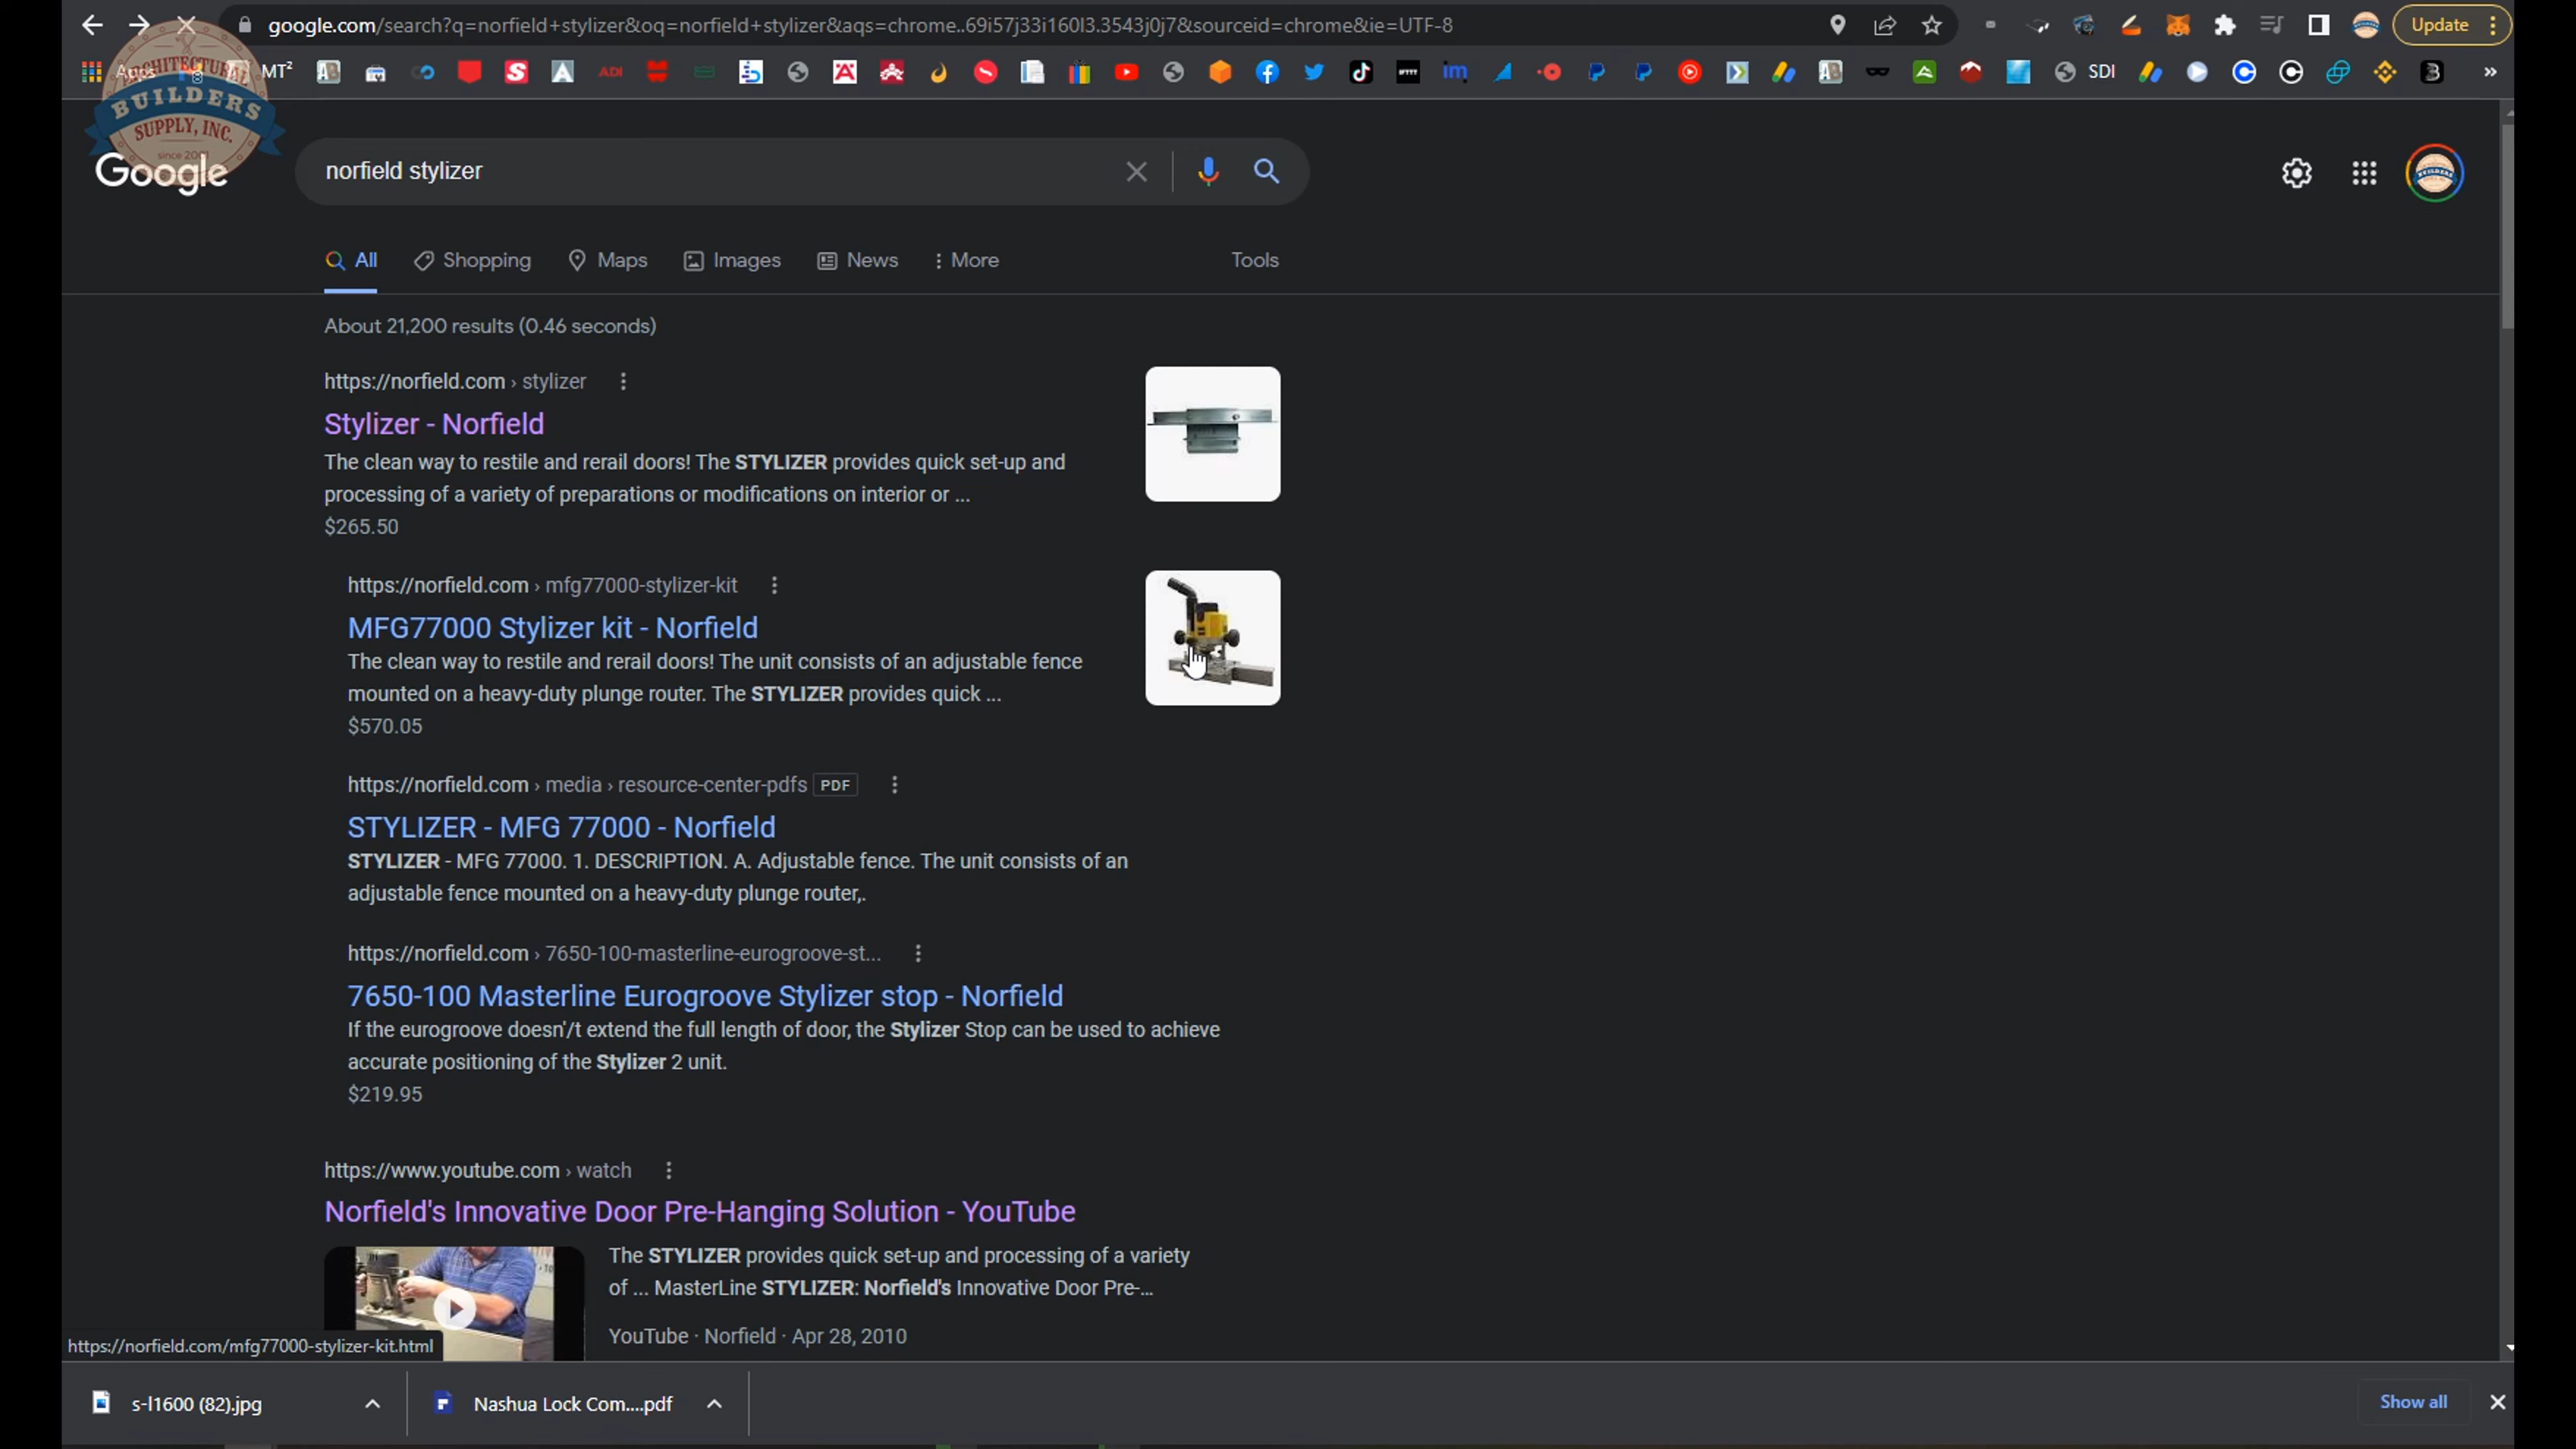 google.com/search?q=norfield+stylizer&oq=norfield+stylizer&aqs=chrome..69i57j33i160l3.3543j0j7&sourceid=chrome&ie=UTF-8
Update
Apps
MT²
ADI
im
SDI
ARCHITECTURAL
BUILDERS
SUPPLY, INC.
since 2001
Google
norfield stylizer
All
Shopping
Maps
Images
News
More
Tools
About 21,200 results (0.46 seconds)
https://norfield.com › stylizer
Stylizer - Norfield
The clean way to restile and rerail doors! The STYLIZER provides quick set-up and
processing of a variety of preparations or modifications on interior or ...
$265.50
https://norfield.com › mfg77000-stylizer-kit
MFG77000 Stylizer kit - Norfield
The clean way to restile and rerail doors! The unit consists of an adjustable fence
mounted on a heavy-duty plunge router. The STYLIZER provides quick ...
$570.05
https://norfield.com › media › resource-center-pdfs PDF
STYLIZER - MFG 77000 - Norfield
STYLIZER - MFG 77000. 1. DESCRIPTION. A. Adjustable fence. The unit consists of an
adjustable fence mounted on a heavy-duty plunge router,.
https://norfield.com › 7650-100-masterline-eurogroove-st...
7650-100 Masterline Eurogroove Stylizer stop - Norfield
If the eurogroove doesn'/t extend the full length of door, the Stylizer Stop can be used to achieve
accurate positioning of the Stylizer 2 unit.
$219.95
https://www.youtube.com › watch
Norfield's Innovative Door Pre-Hanging Solution - YouTube
The STYLIZER provides quick set-up and processing of a variety
of ... MasterLine STYLIZER: Norfield's Innovative Door Pre-...
YouTube · Norfield · Apr 28, 2010
https://norfield.com/mfg77000-stylizer-kit.html
s-l1600 (82).jpg
Nashua Lock Com....pdf
Show all